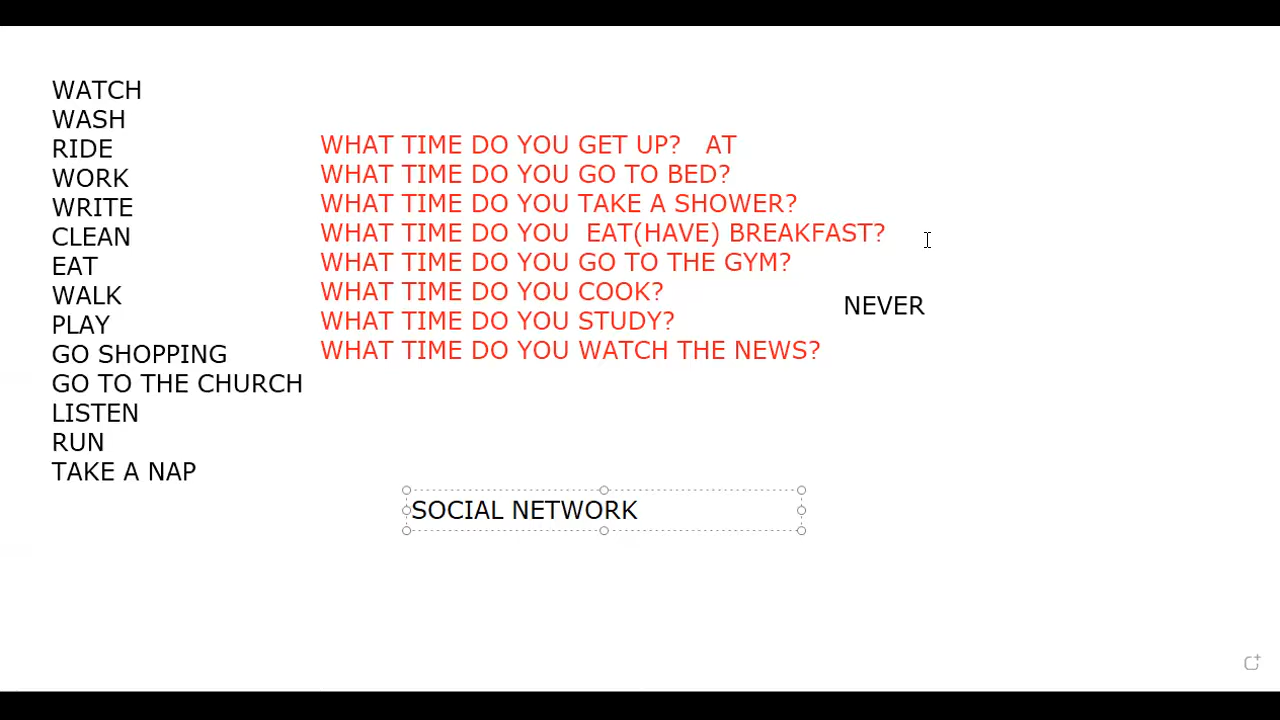 WATCH
WASH
RIDE
WORK
WRITE
CLEAN
EAT
WALK
PLAY
GO SHOPPING
GO TO THE CHURCH
LISTEN
RUN
TAKE A NAP
WHAT TIME DO YOU GET UP?   AT
WHAT TIME DO YOU GO TO BED?
WHAT TIME DO YOU TAKE A SHOWER?
WHAT TIME DO YOU  EAT(HAVE) BREAKFAST?
WHAT TIME DO YOU GO TO THE GYM?
WHAT TIME DO YOU COOK?
WHAT TIME DO YOU STUDY?
WHAT TIME DO YOU WATCH THE NEWS?
NEVER
SOCIAL NETWORK